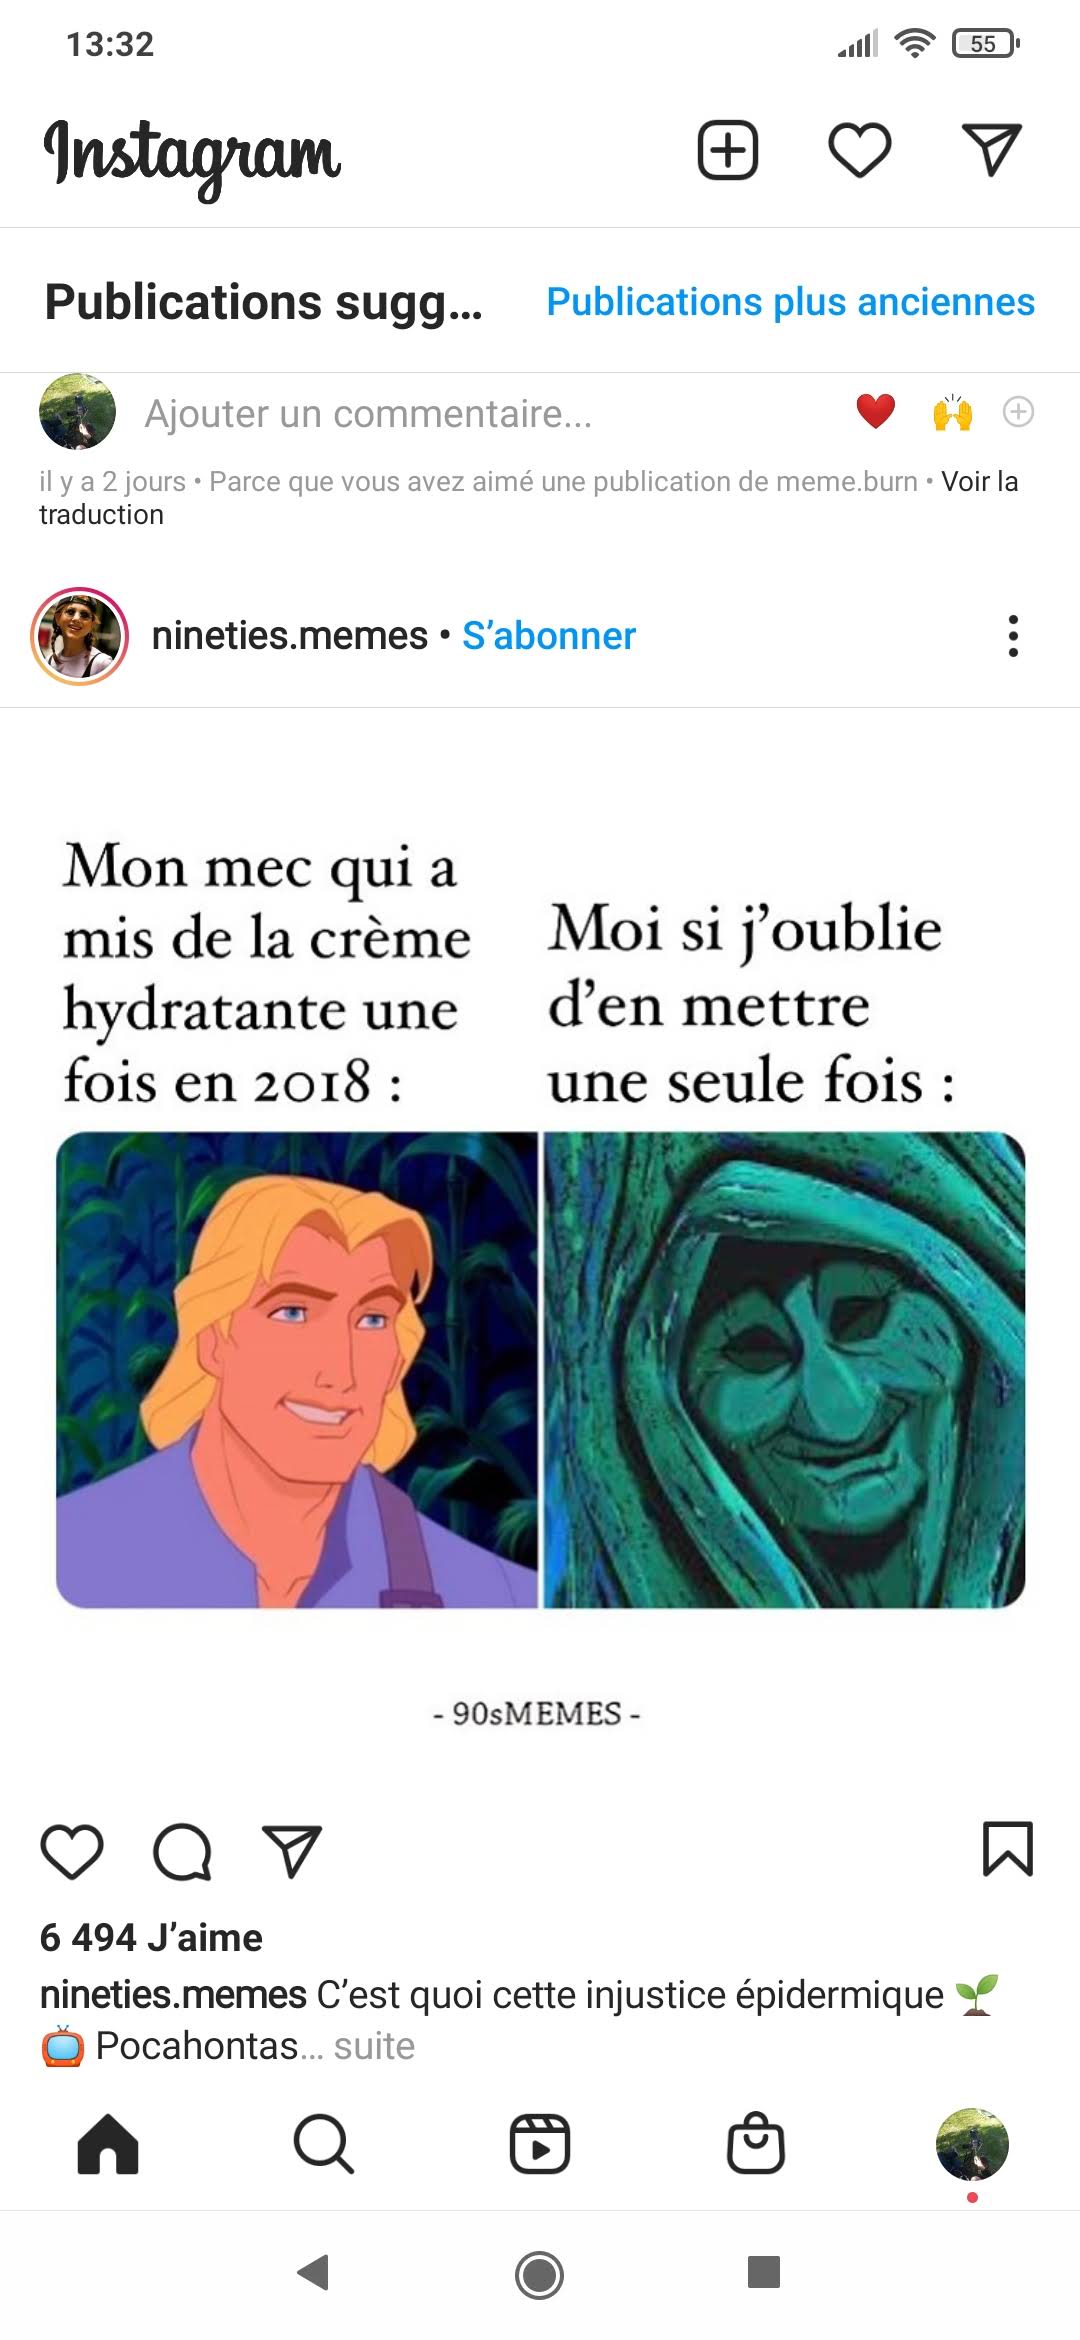 13:32
55
Instagram
Publications sugg...
Publications plus anciennes
Ajouter un commentaire...
il y a 2 jours • Parce que vous avez aimé une publication de meme.burn • Voir la
traduction
nineties.memes • S’abonner
Mon mec qui a
mis de la crème
hydratante une
fois en 2018 :
Moi si j’oublie
d’en mettre
une seule fois :
- 90sMEMES -
6 494 J’aime
nineties.memes C’est quoi cette injustice épidermique 🌱
📺 Pocahontas... suite